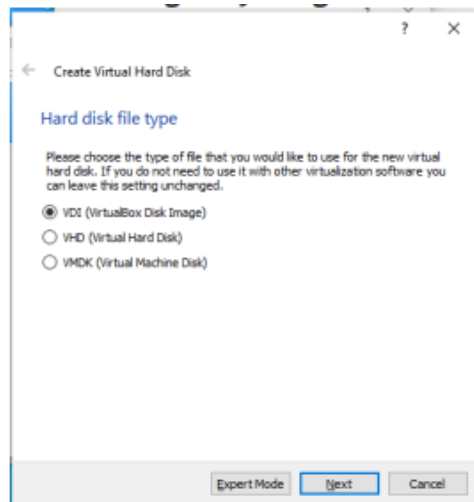 ?
Create Virtual Hard Disk
Hard disk file type
Please choose the type of file that you would like to use for the new virtual
hard disk. If you do not need to use it with other virtualization software you
can leave this setting unchanged.
VDI (VirtualBox Disk Image)
VHD (Virtual Hard Disk)
VMDK (Virtual Machine Disk)
Expert Mode Next Cancel